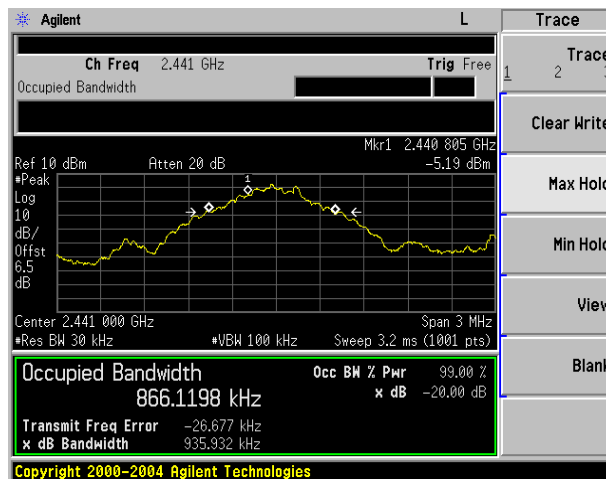 Agilent L Trace
Ch Freq 2.441 GHz Trig Free
Occupied Bandwidth
Trace
1 2
Clear Write
Max Hold
Min Hold
View
Blank
Mkr1 2.440 805 GHz
Ref 10 dBm Atten 20 dB -5.19 dBm
#Peak
Log
10
dB/
Offst
6.5
dB
1
Center 2.441 000 GHz Span 3 MHz
#Res BW 30 kHz #VBW 100 kHz Sweep 3.2 ms (1001 pts)
Occupied Bandwidth Occ BW % Pwr 99.00 %
866.1198 kHz x dB -20.00 dB
Transmit Freq Error -26.677 kHz
x dB Bandwidth 935.932 kHz
Copyright 2000-2004 Agilent Technologies